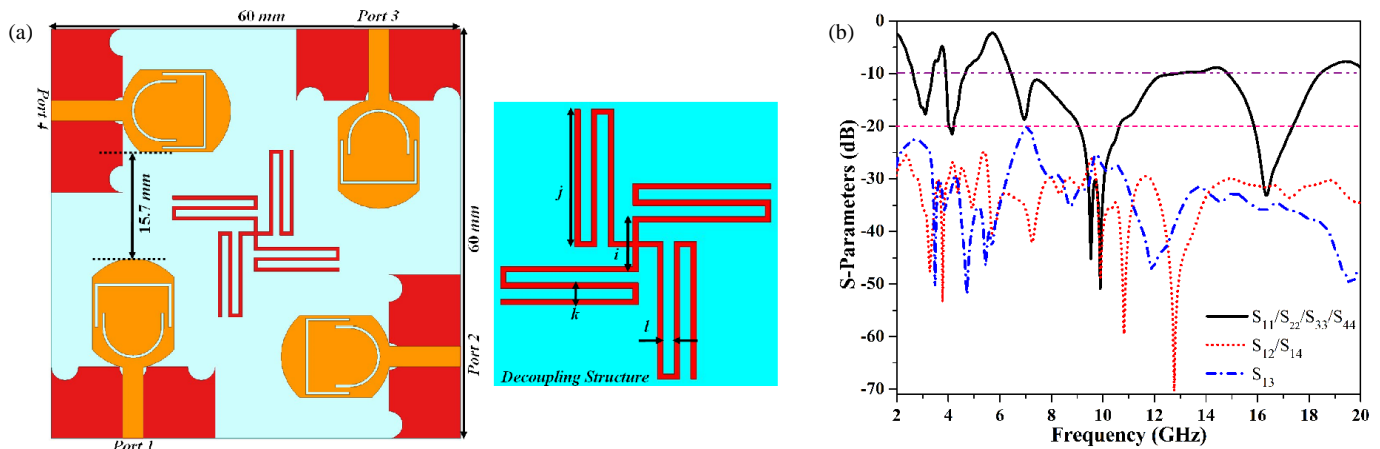 (a)
60 mm
Port 3
Port 4
15.7 mm
60 mm
Port 2
Port 1
j
i
k
l
Decoupling Structure
(b)
S-Parameters (dB)
0
-10
-20
-30
-40
-50
-60
-70
S11/S22/S33/S44
S12/S14
S13
2 4 6 8 10 12 14 16 18 20
Frequency (GHz)